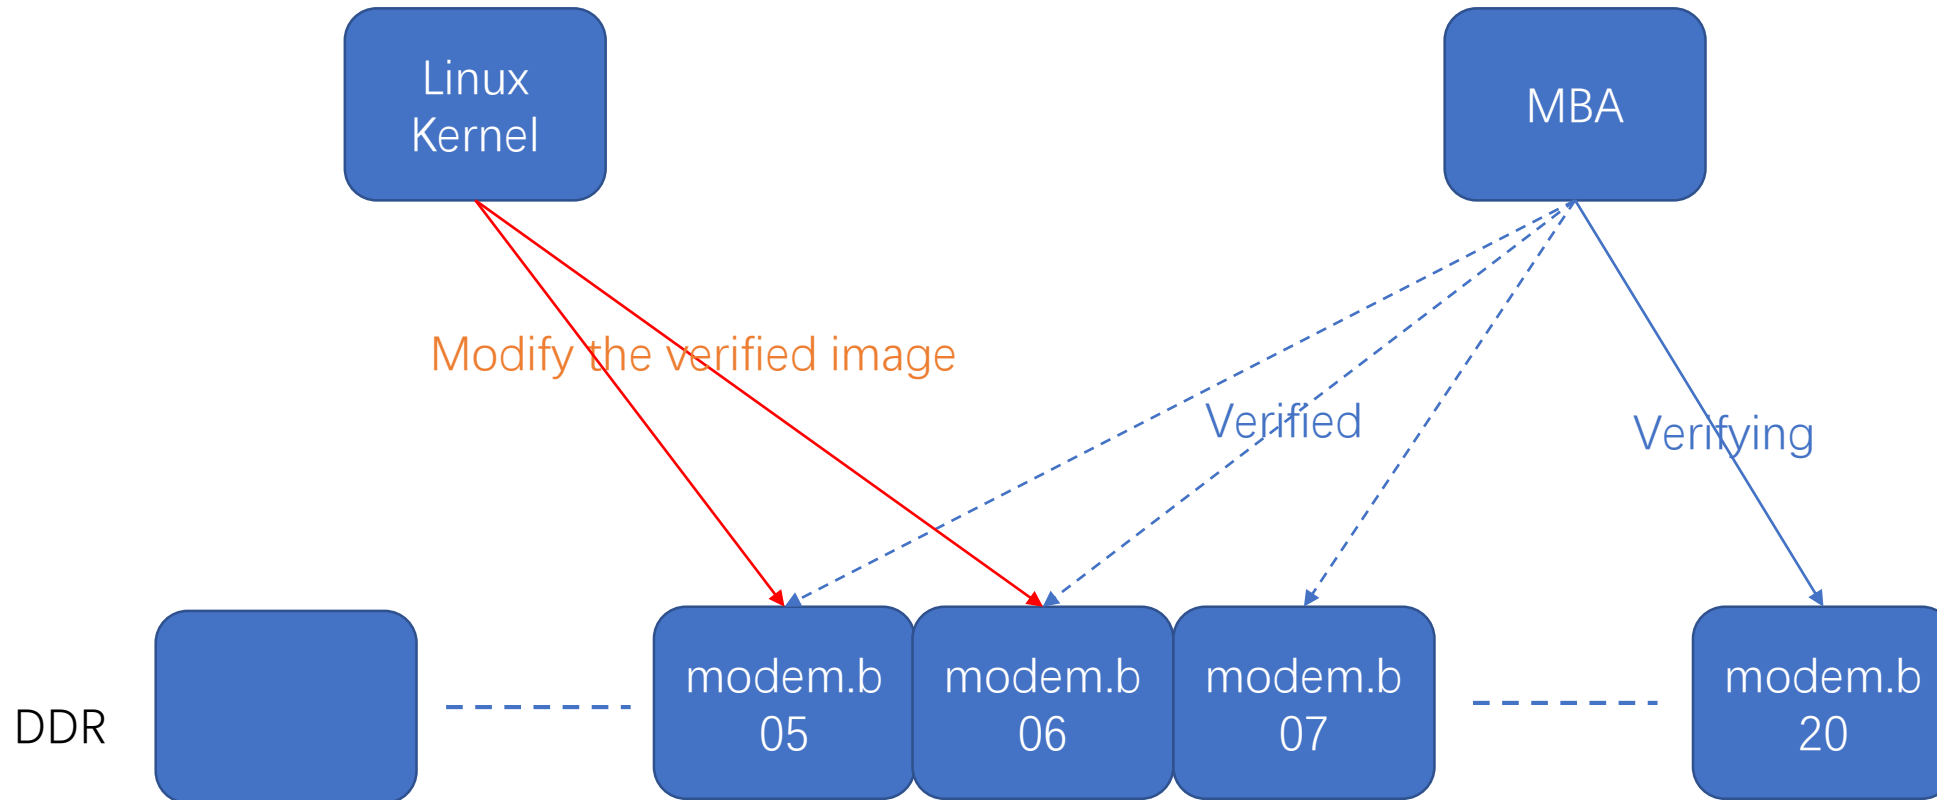 Linux
Kernel
MBA
Modify the verified image
Verified
Verifying
DDR
modem.b
05
modem.b
06
modem.b
07
modem.b
20